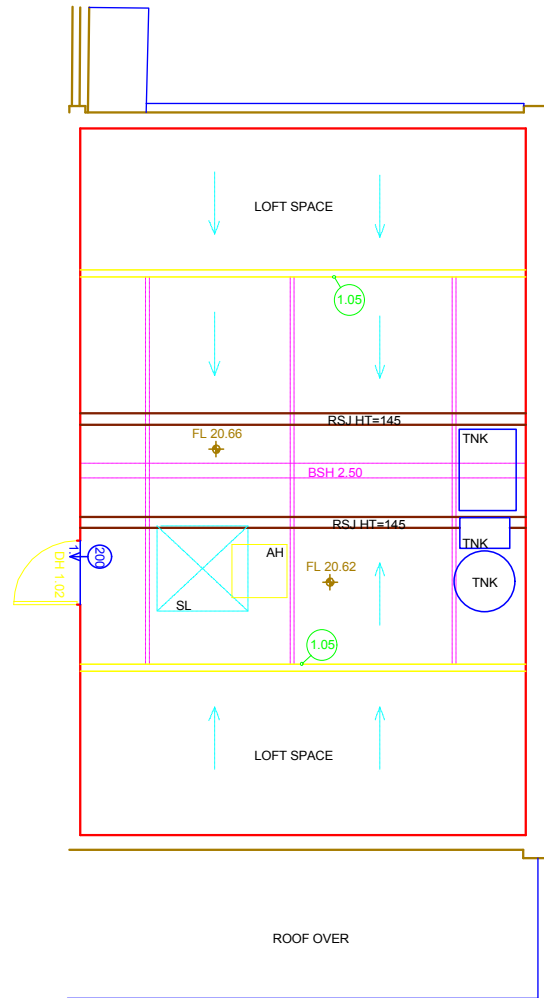 LOFT SPACE
1.05
RSJ HT=145
FL 20.66
TNK
BSH 2.50
RSJ HT=145
TNK
DH 1.02
200
AH
FL 20.62
TNK
SL
1.05
LOFT SPACE
ROOF OVER